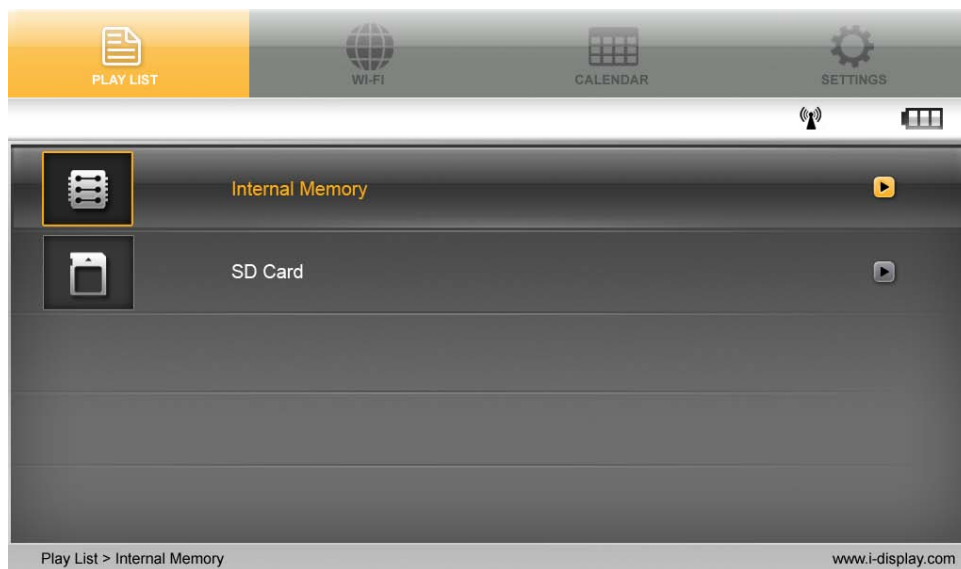 PLAY LIST
WI-FI
CALENDAR
SETTINGS
Internal Memory
SD Card
Play List > Internal Memory
www.i-display.com